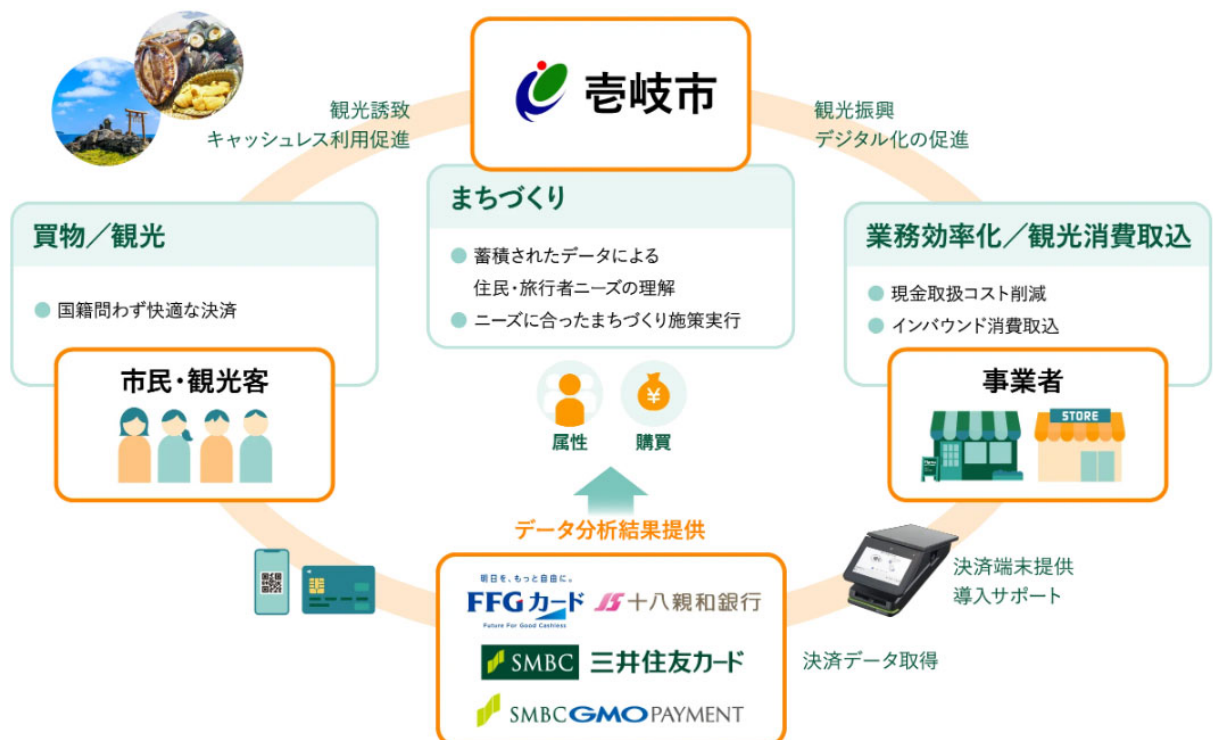 壱岐市
観光誘致
キャッシュレス利用促進
観光振興
デジタル化の促進
買物／観光
国籍問わず快適な決済
市民・観光客
まちづくり
蓄積されたデータによる
住民・旅行者ニーズの理解
ニーズに合ったまちづくり施策実行
属性
購買
¥
業務効率化／観光消費取込
現金取扱コスト削減
インバウンド消費取込
事業者
STORE
データ分析結果提供
明日を、もっと自由に。
FFGカード
Future For Good Cashless
十八親和銀行
SMBC 三井住友カード
SMBC GMO PAYMENT
決済端末提供
導入サポート
決済データ取得